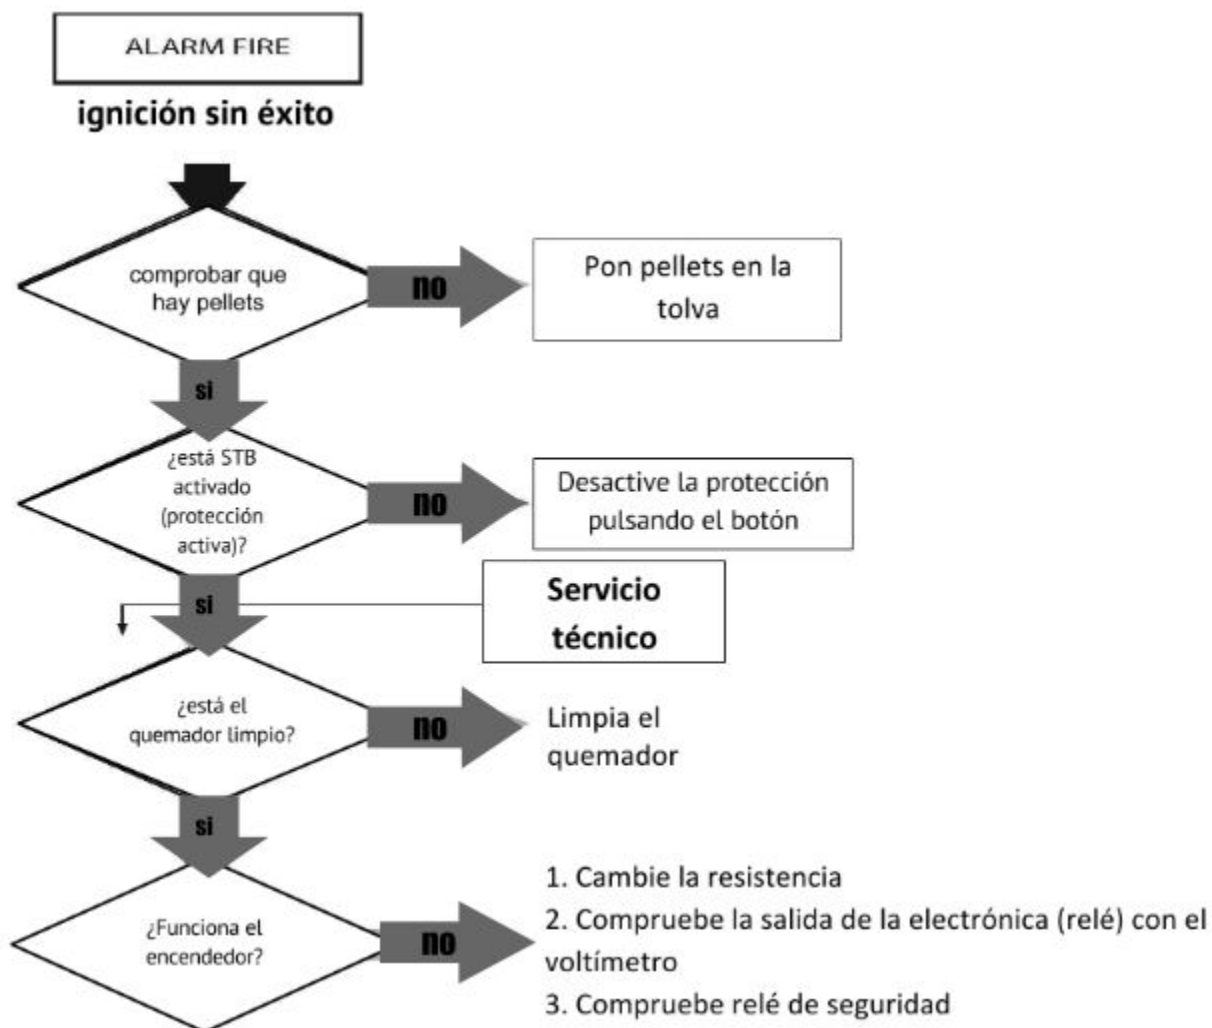 ALARM FIRE
ignición sin éxito
comprobar que
hay pellets
no
Pon pellets en la
tolva
si
¿está STB
activado
(protección
activa)?
no
Desactive la protección
pulsando el botón
si
Servicio
técnico
¿está el
quemador limpio?
no
Limpia el
quemador
si
¿Funciona el
encendedor?
no
1. Cambie la resistencia
2. Compruebe la salida de la electrónica (relé) con el
voltímetro
3. Compruebe relé de seguridad